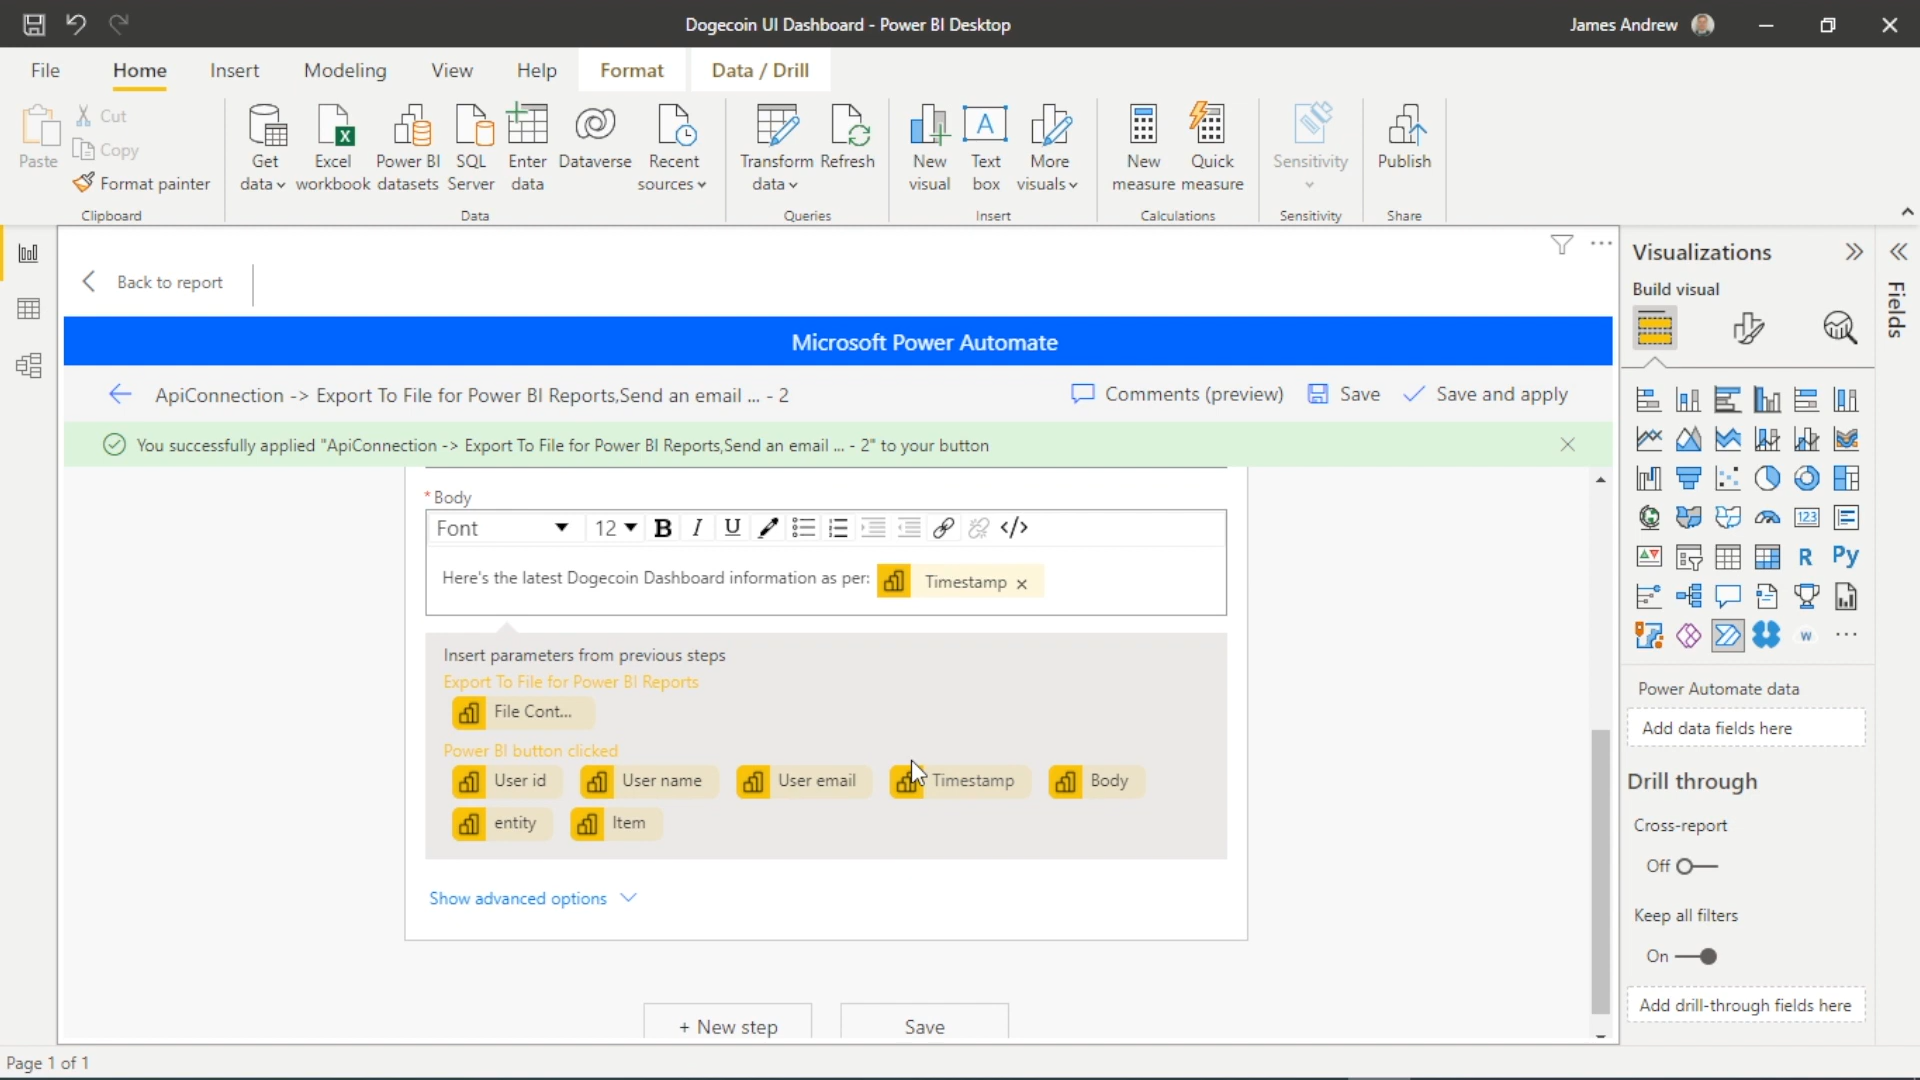 Dogecoin UI Dashboard - Power BI Desktop
James Andrew
File
Home
Insert
Modeling
View
Help
Format
Data / Drill
Paste
Cut
Copy
Format painter
Clipboard
Get data
Excel workbook
Power BI datasets
SQL Server
Enter data
Dataverse
Recent sources
Data
Transform data
Refresh
Queries
New visual
A
Text box
More visuals
Insert
New measure
Quick measure
Calculations
Sensitivity
Sensitivity
Publish
Share
Back to report
Microsoft Power Automate
ApiConnection -> Export To File for Power BI Reports,Send an email ... - 2
Comments (preview)
Save
Save and apply
You successfully applied "ApiConnection -> Export To File for Power BI Reports,Send an email ... - 2" to your button
* Body
Font
12
B
I
U
</>
Here's the latest Dogecoin Dashboard information as per: Timestamp ×
Insert parameters from previous steps
Export To File for Power BI Reports
File Cont...
Power BI button clicked
User id
User name
User email
Timestamp
Body
entity
Item
Show advanced options
+ New step
Save
Visualizations
Build visual
123
R
Py
W
...
Power Automate data
Add data fields here
Drill through
Cross-report
Off
Keep all filters
On
Add drill-through fields here
Fields
Page 1 of 1